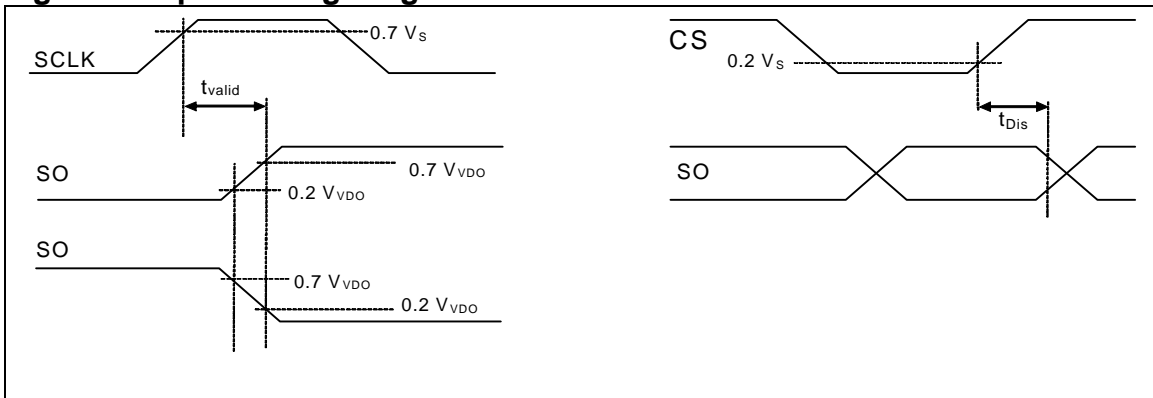 0.7 VS
SCLK
tvalid
SO
0.7 VVDO
0.2 VVDO
SO
0.7 VVDO
0.2 VVDO
CS
0.2 VS
tDis
SO